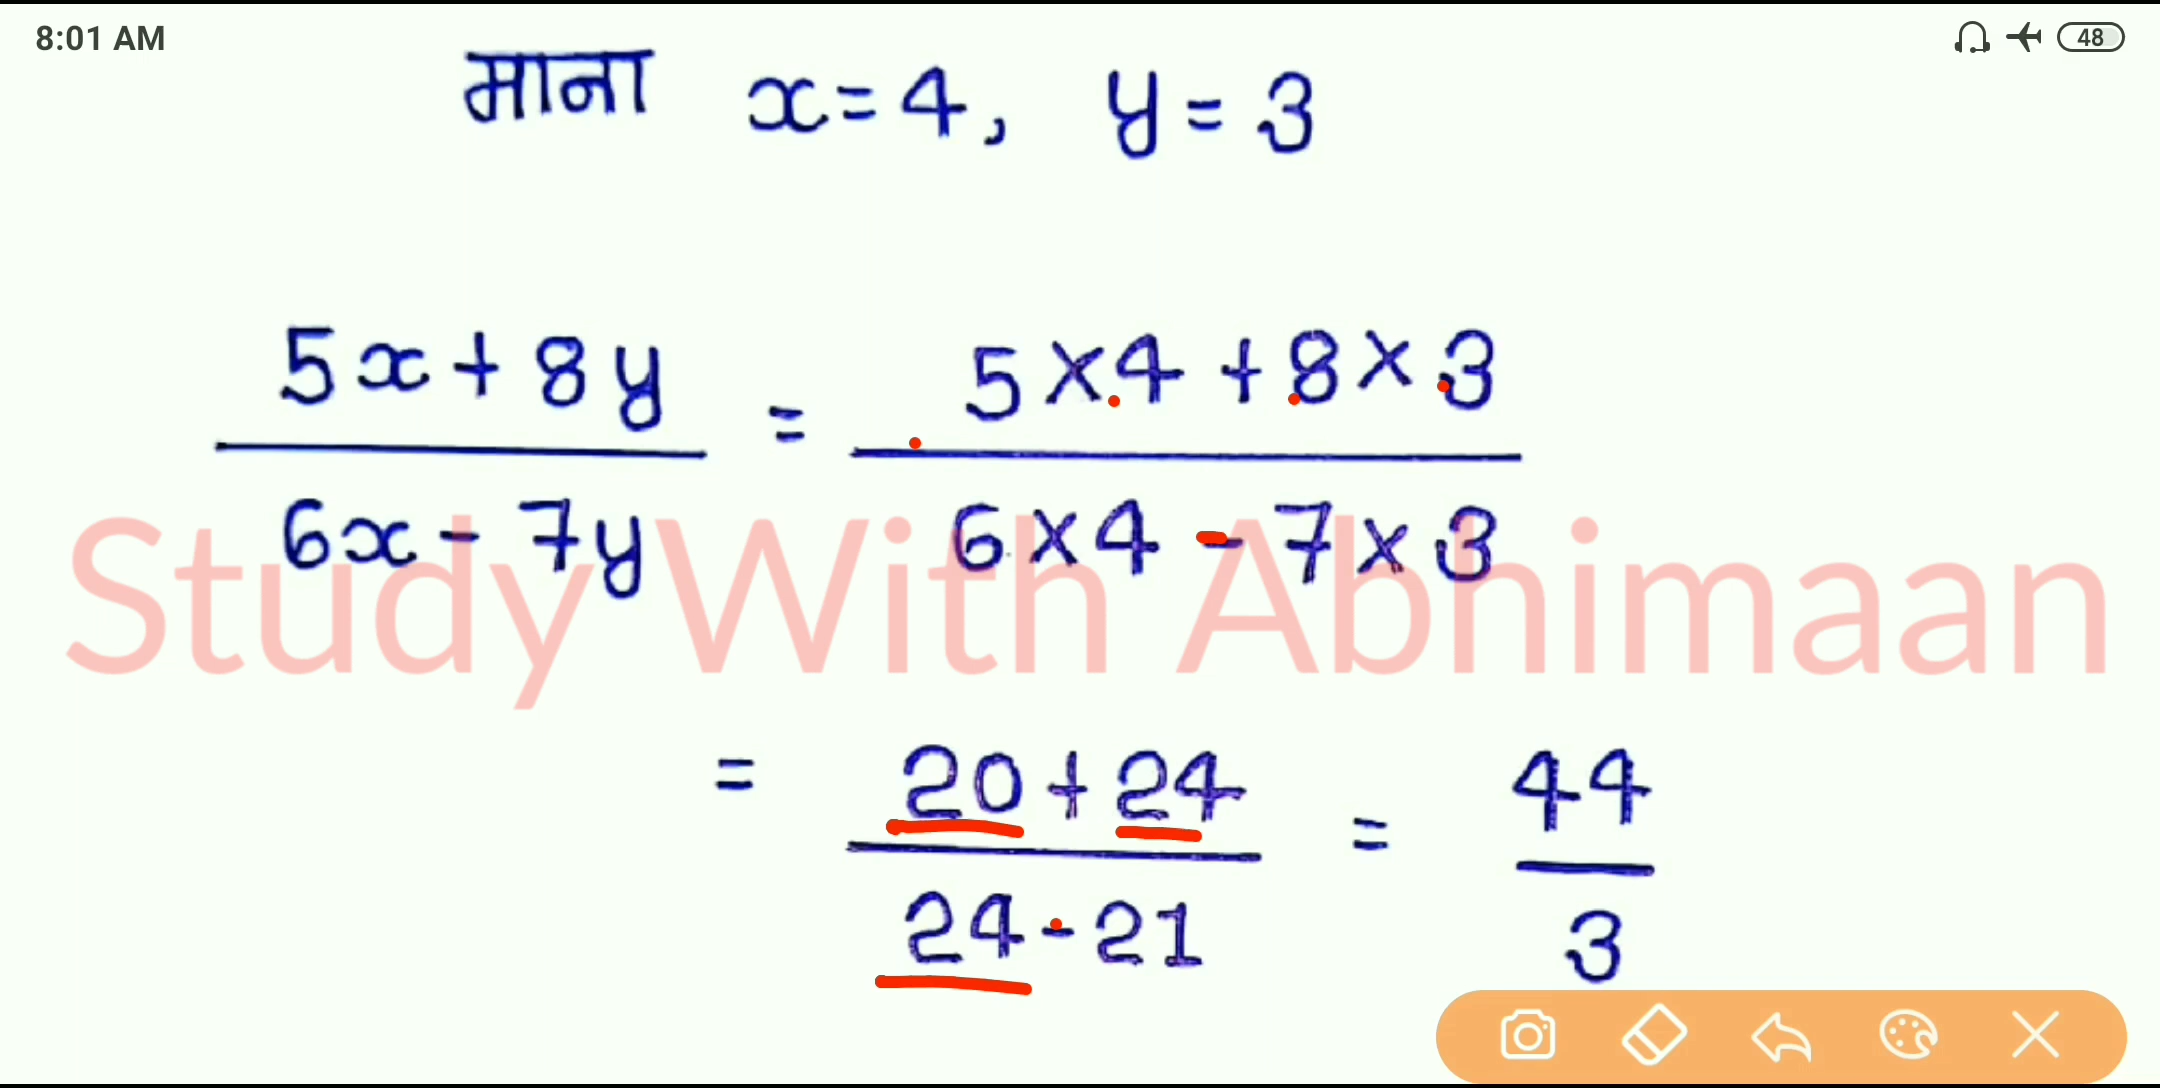 8:01 AM 48
माना x=4, y=3
5x+8y = 5×4+8×3
6x-7y 6×4-7×3
Study With Abhimaan
= 20+24 = 44
24-21 3